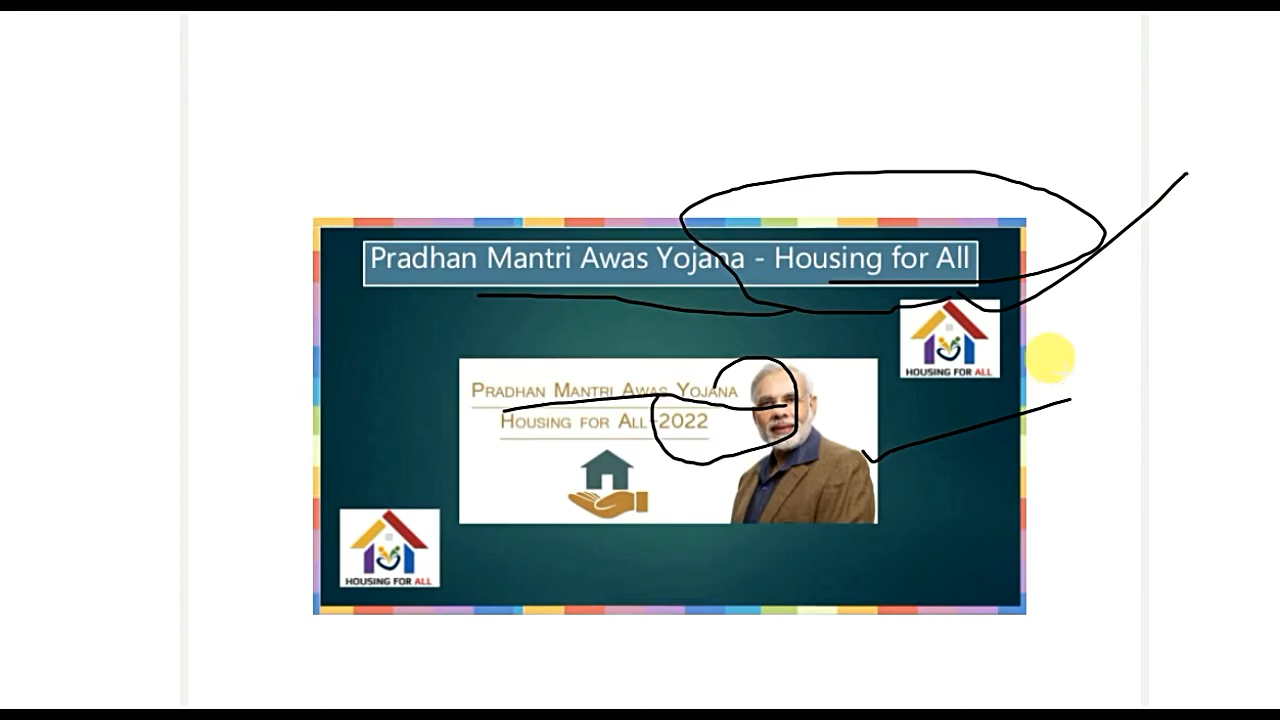 Pradhan Mantri Awas Yojana - Housing for All
HOUSING FOR ALL
PRADHAN MANTRI AWAS YOJANA
HOUSING FOR ALL-2022
HOUSING FOR ALL